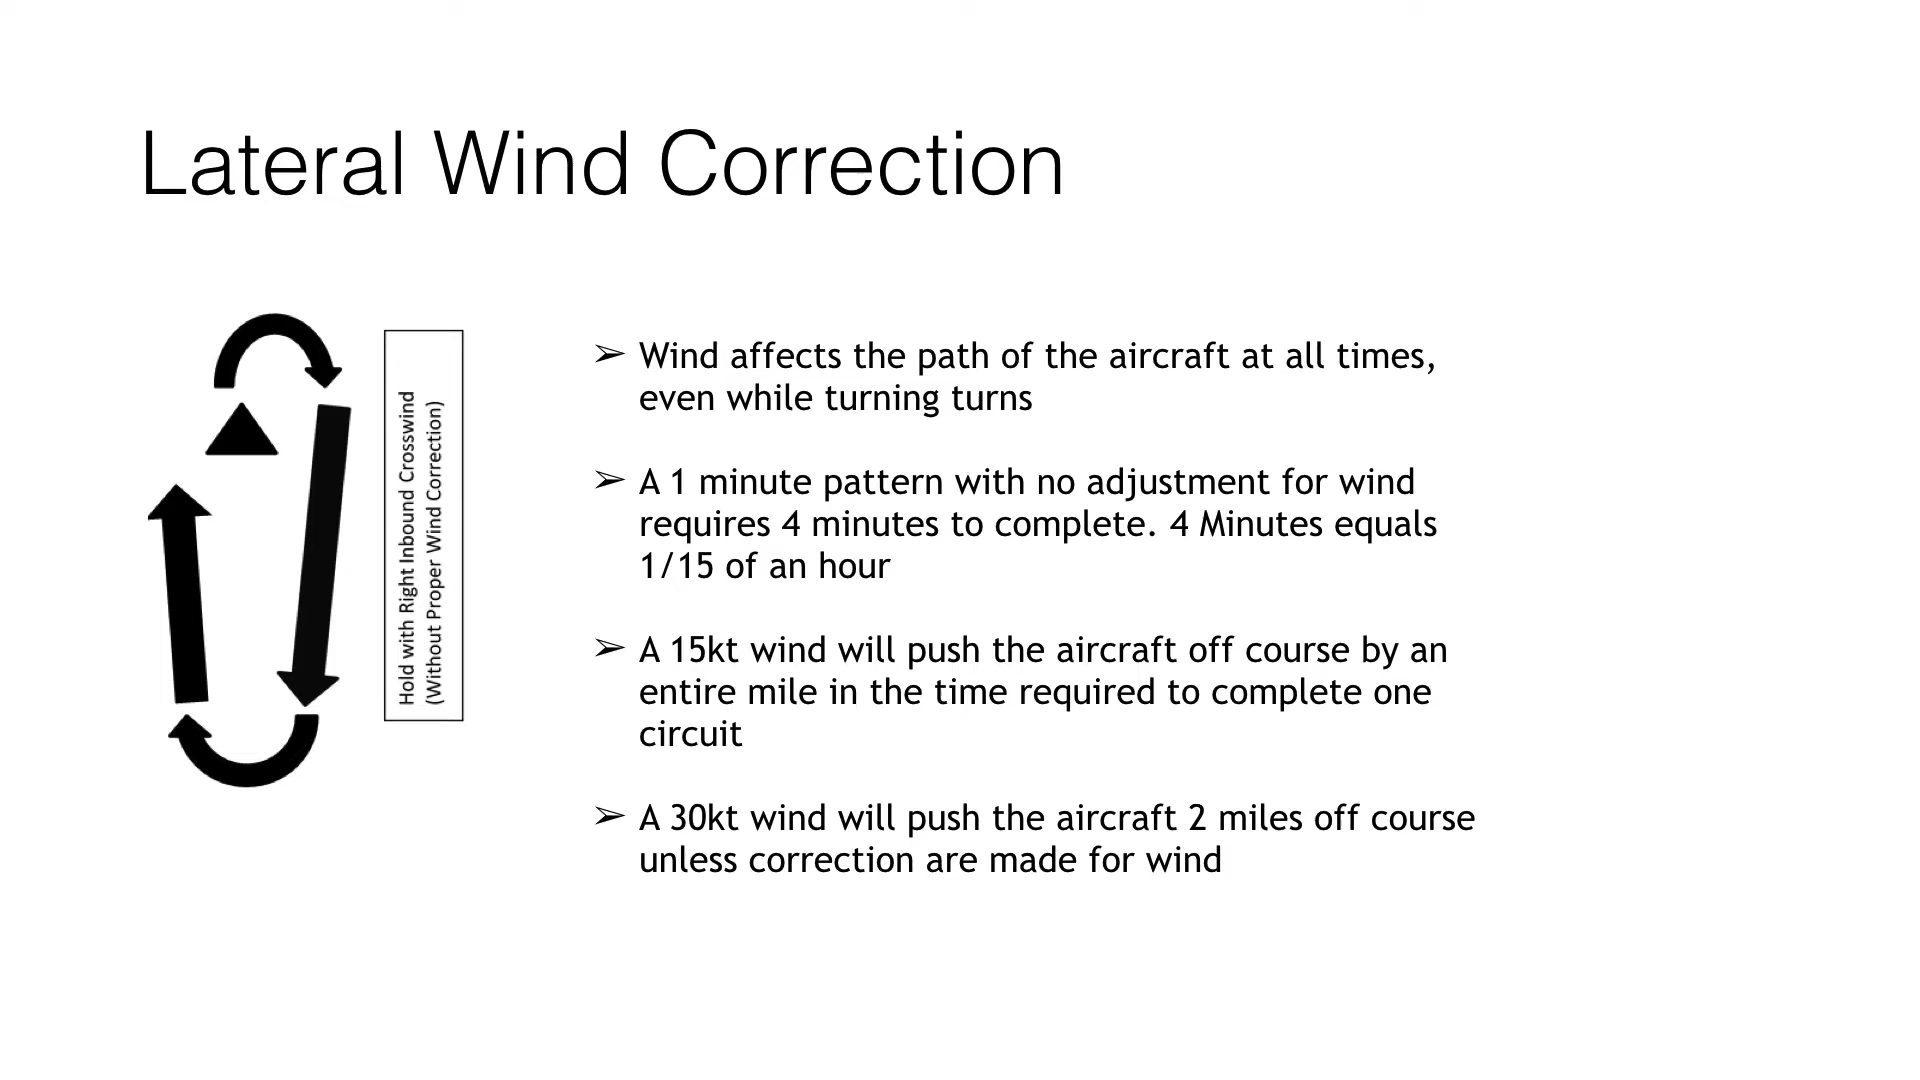 Lateral Wind Correction
Hold with Right Inbound Crosswind
(Without Proper Wind Correction)
➢ Wind affects the path of the aircraft at all times,
even while turning turns
➢ A 1 minute pattern with no adjustment for wind
requires 4 minutes to complete. 4 Minutes equals
1/15 of an hour
➢ A 15kt wind will push the aircraft off course by an
entire mile in the time required to complete one
circuit
➢ A 30kt wind will push the aircraft 2 miles off course
unless correction are made for wind